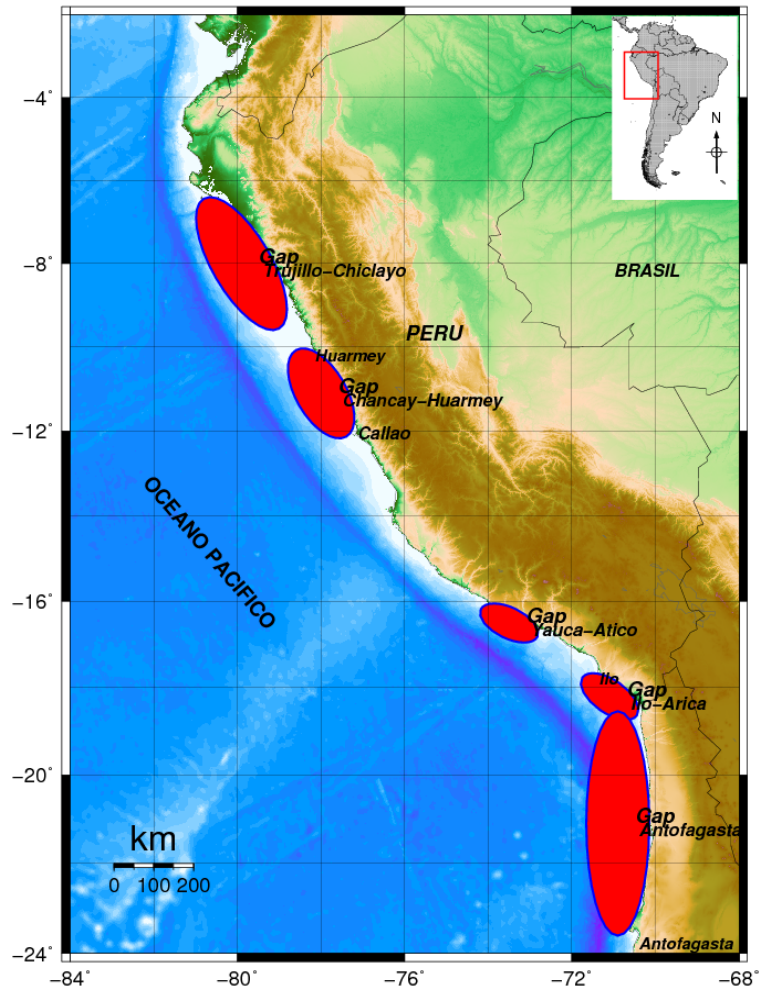 −4°
−8°
−12°
−16°
−20°
−24°
N
Gap
Trujillo−Chiclayo
BRASIL
PERU
Huarmey
Gap
Chancay−Huarmey
Callao
OCEANO PACIFICO
Gap
Yauca−Atico
Ilo
Gap
Ilo−Arica
Gap
Antofagasta
km
0 100 200
Antofagasta
−84° −80° −76° −72° −68°